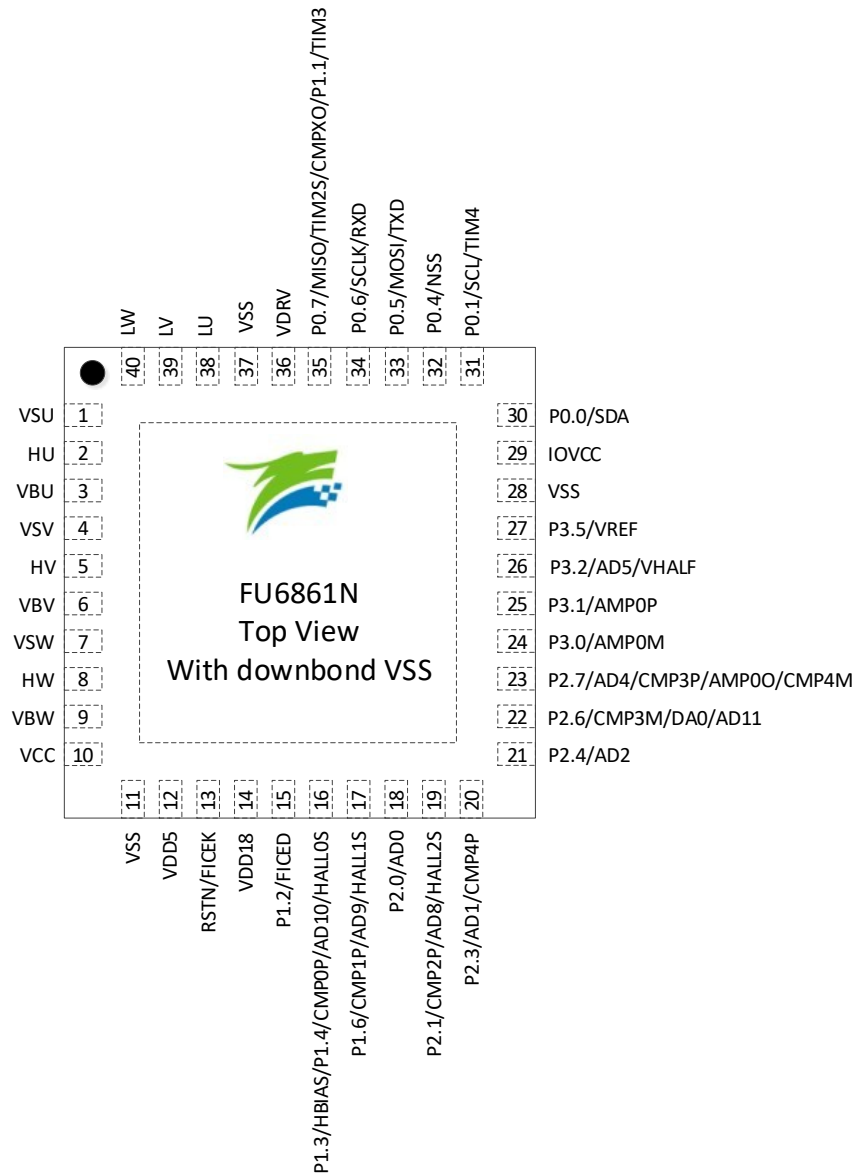 P0.7/MISO/TIM2S/CMPXO/P1.1/TIM3
P0.6/SCLK/RXD
P0.5/MOSI/TXD
P0.4/NSS
P0.1/SCL/TIM4
LW
LV
LU
VSS
VDRV
40
39
38
37
36
35
34
33
32
31
VSU 1
HU 2
VBU 3
VSV 4
HV 5
VBV 6
VSW 7
HW 8
VBW 9
VCC 10
FU6861N
Top View
With downbond VSS
30 P0.0/SDA
29 IOVCC
28 VSS
27 P3.5/VREF
26 P3.2/AD5/VHALF
25 P3.1/AMP0P
24 P3.0/AMP0M
23 P2.7/AD4/CMP3P/AMP0O/CMP4M
22 P2.6/CMP3M/DA0/AD11
21 P2.4/AD2
11
12
13
14
15
16
17
18
19
20
VSS
VDD5
RSTN/FICEK
VDD18
P1.2/FICED
P1.3/HBIAS/P1.4/CMP0P/AD10/HALL0S
P1.6/CMP1P/AD9/HALL1S
P2.0/AD0
P2.1/CMP2P/AD8/HALL2S
P2.3/AD1/CMP4P